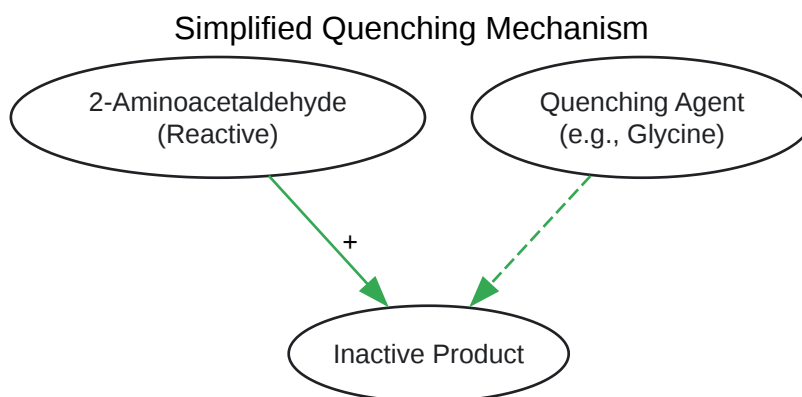 Simplified Quenching Mechanism
2-Aminoacetaldehyde
(Reactive)
Quenching Agent
(e.g., Glycine)
+
Inactive Product